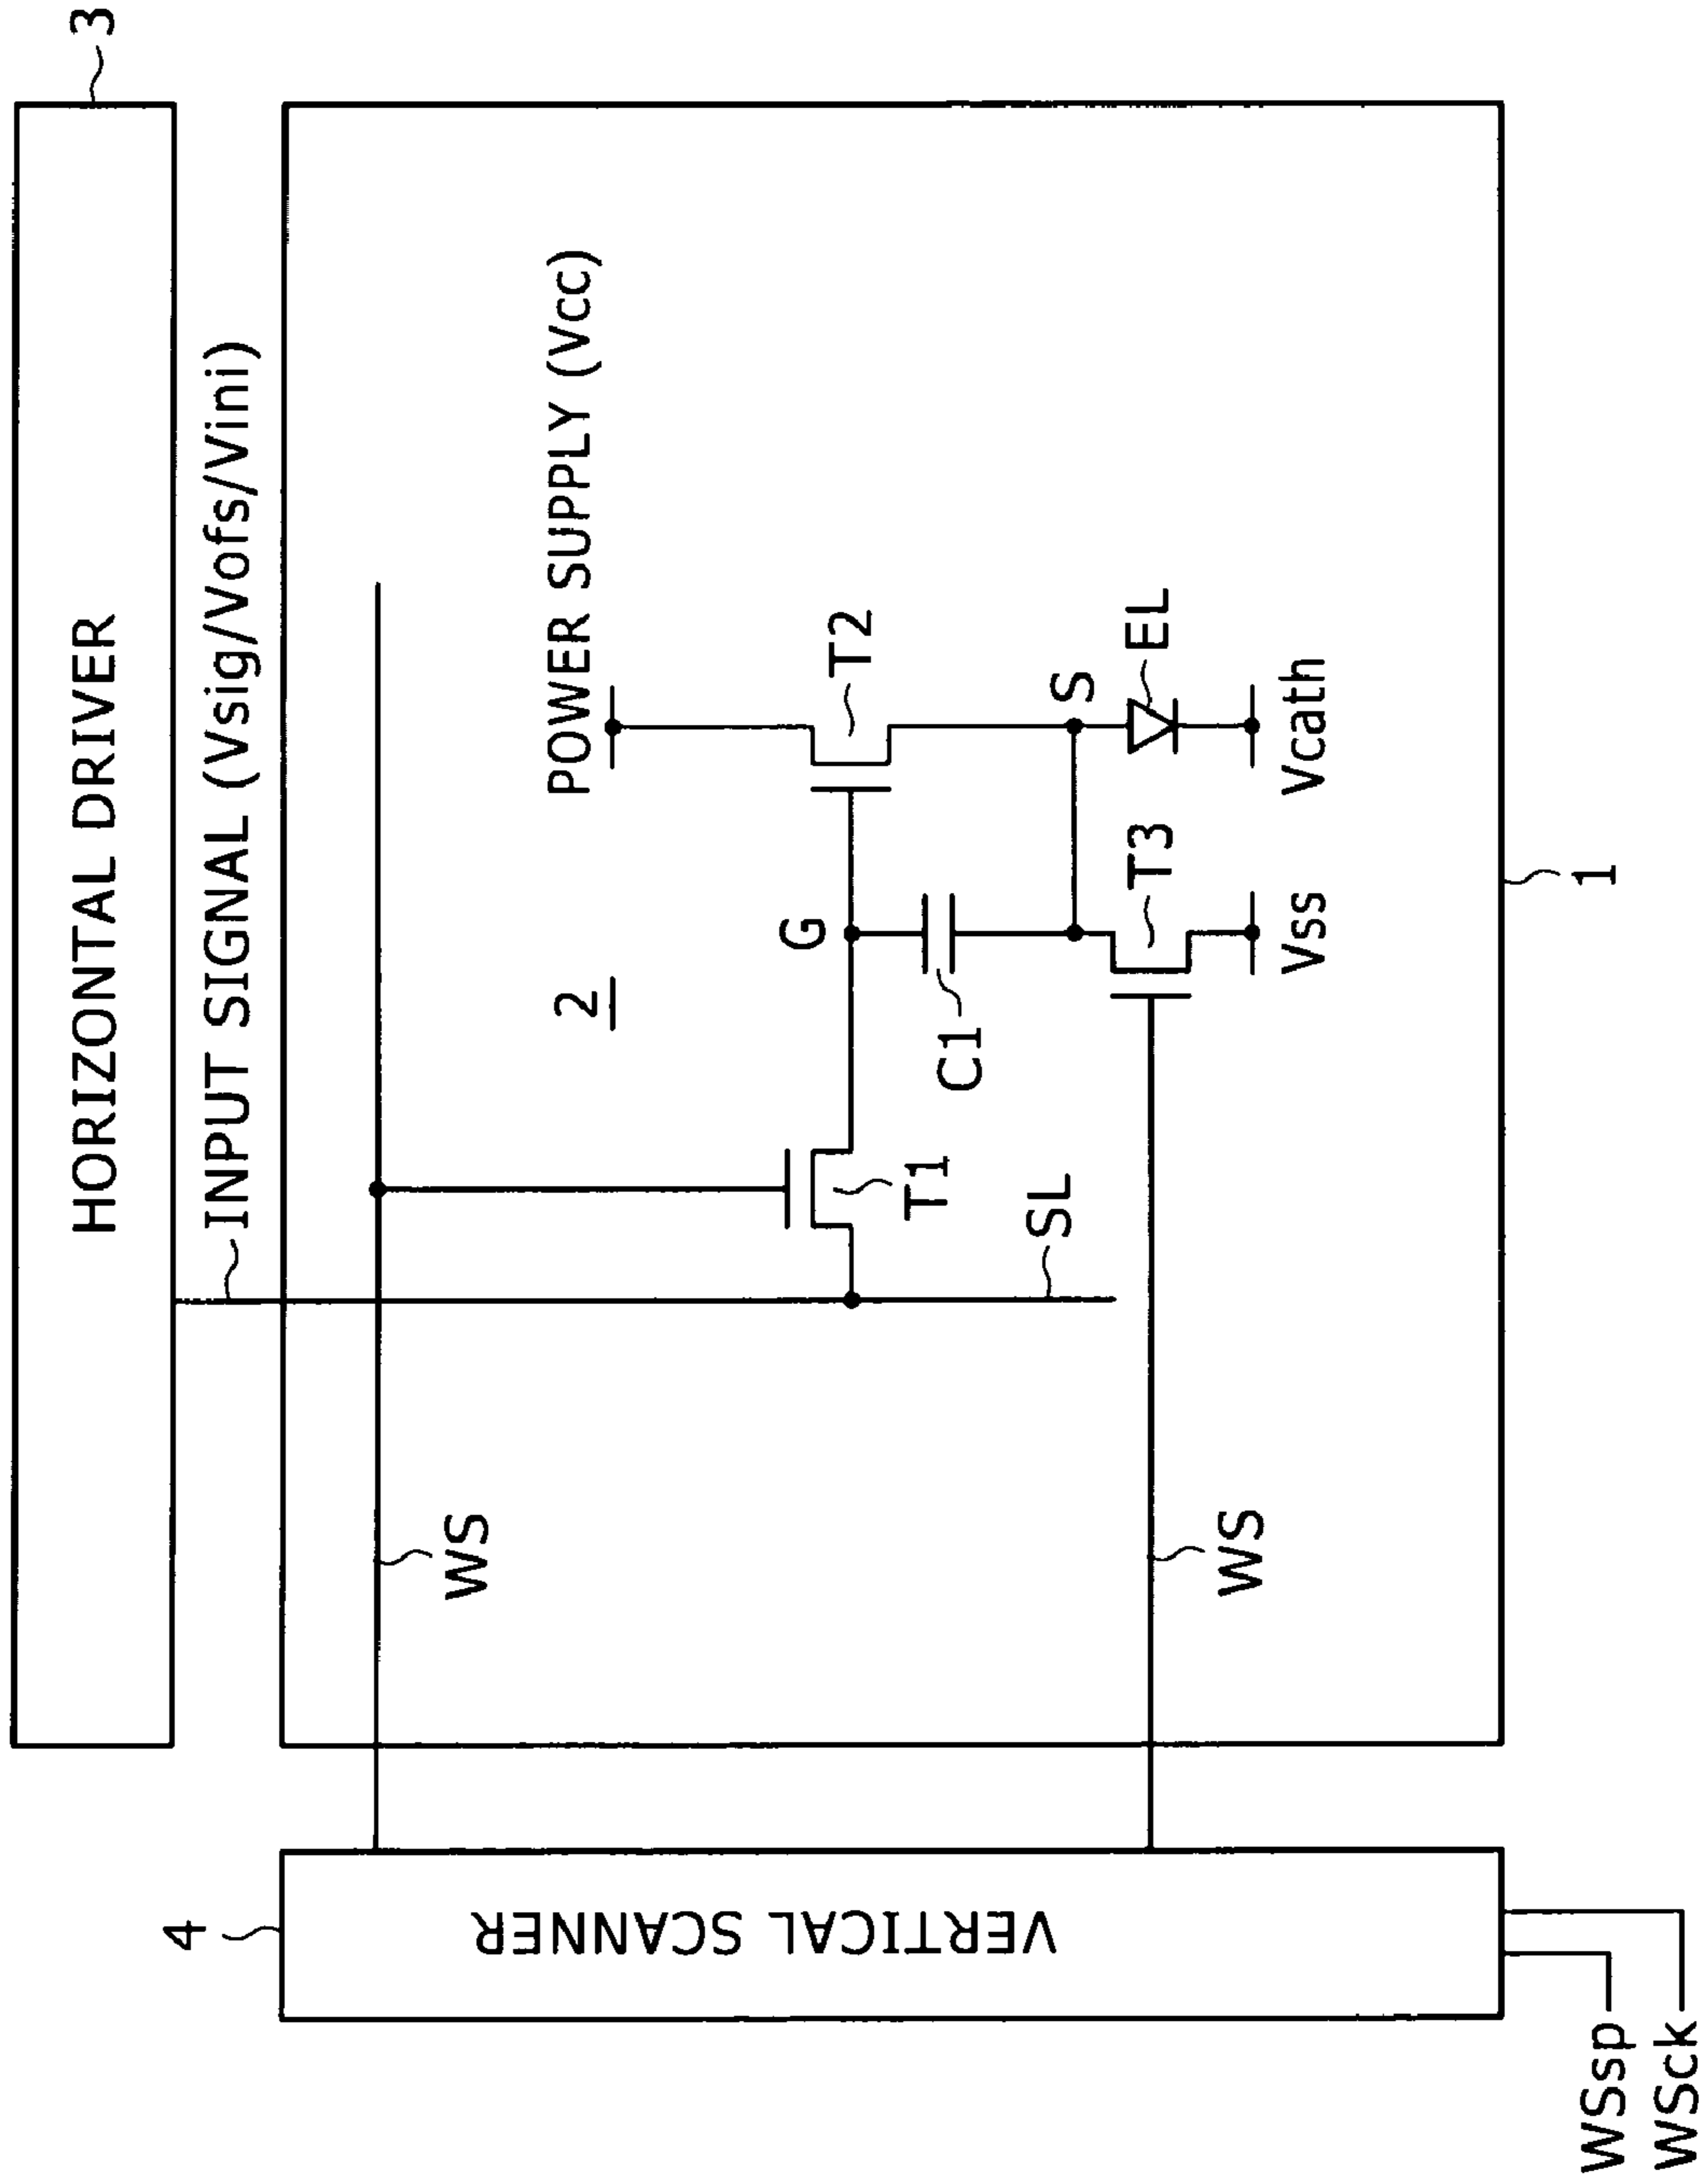 3
HORIZONTAL DRIVER
INPUT SIGNAL (Vsig/Vofs/Vini)
POWER SUPPLY (Vcc)
2
T2
G
S
EL
T1
C1
T3
SL
Vcath
Vss
WS
WS
1
4
VERTICAL SCANNER
WSsp
WSck